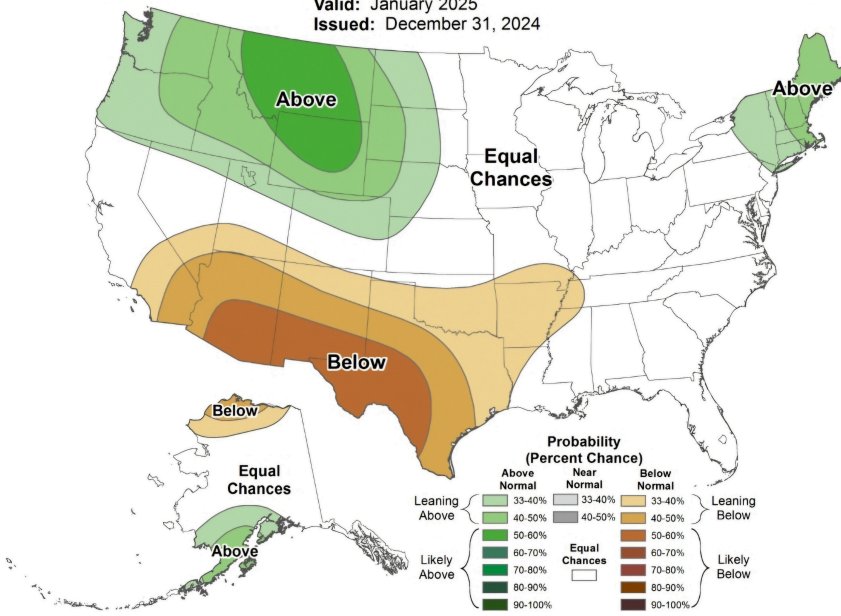 Valid: January 2025
Issued: December 31, 2024
Above
Above
Equal
Chances
Below
Below
Equal
Chances
Above
Probability
(Percent Chance)
Above
Normal
Near
Normal
Below
Normal
Leaning
Above
33-40%
40-50%
33-40%
40-50%
33-40%
40-50%
Leaning
Below
Likely
Above
50-60%
60-70%
70-80%
80-90%
90-100%
Equal
Chances
50-60%
60-70%
70-80%
80-90%
90-100%
Likely
Below